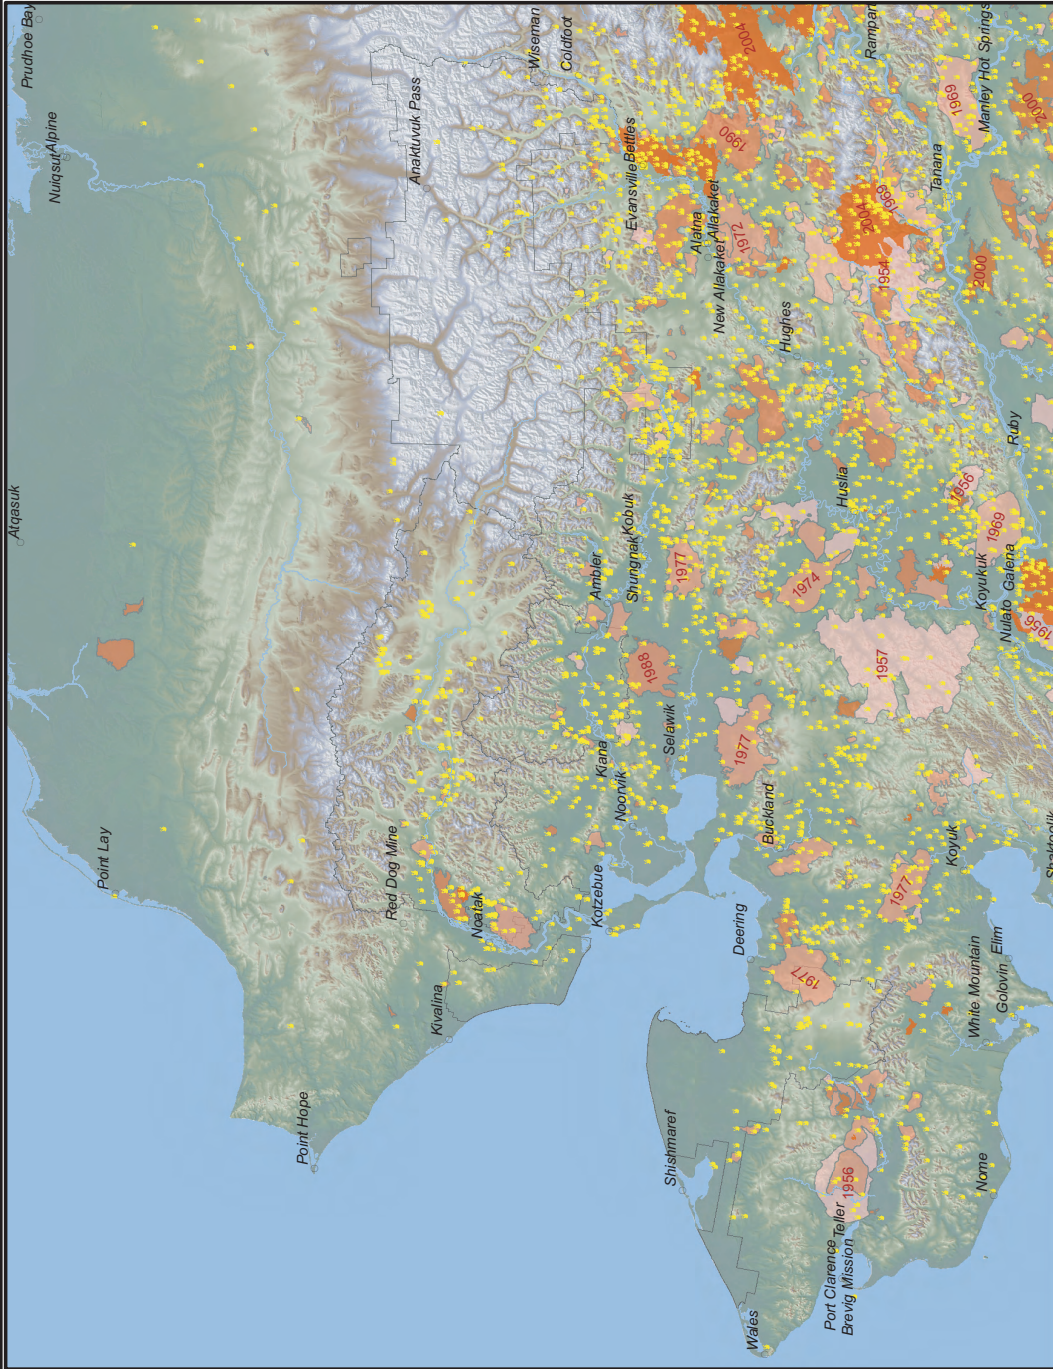 Prudhoe Bay
Nuiqsut
Alpine
Atqasuk
Point Lay
Point Hope
Wiseman
Coldfoot
Anaktuvuk Pass
Red Dog Mine
Noatak
Kivalina
Evansville
Bettles
Alatna
Allakaket
New Allakaket
Hughes
Huslia
Ambler
Shungnak
Kobuk
Kiana
Noorvik
Selawik
Kotzebue
Buckland
Deering
Shishmaref
Wales
Port Clarence
Brevig Mission
Teller
Nome
White Mountain
Golovin
Elim
Koyuk
Koyukuk
Nulato
Galena
Ruby
Tanana
Manley Hot Springs
2004
1990
1972
2004
1969
1954
1969
2000
2000
1956
1969
1956
1974
1977
1988
1957
1977
1977
1977
1956